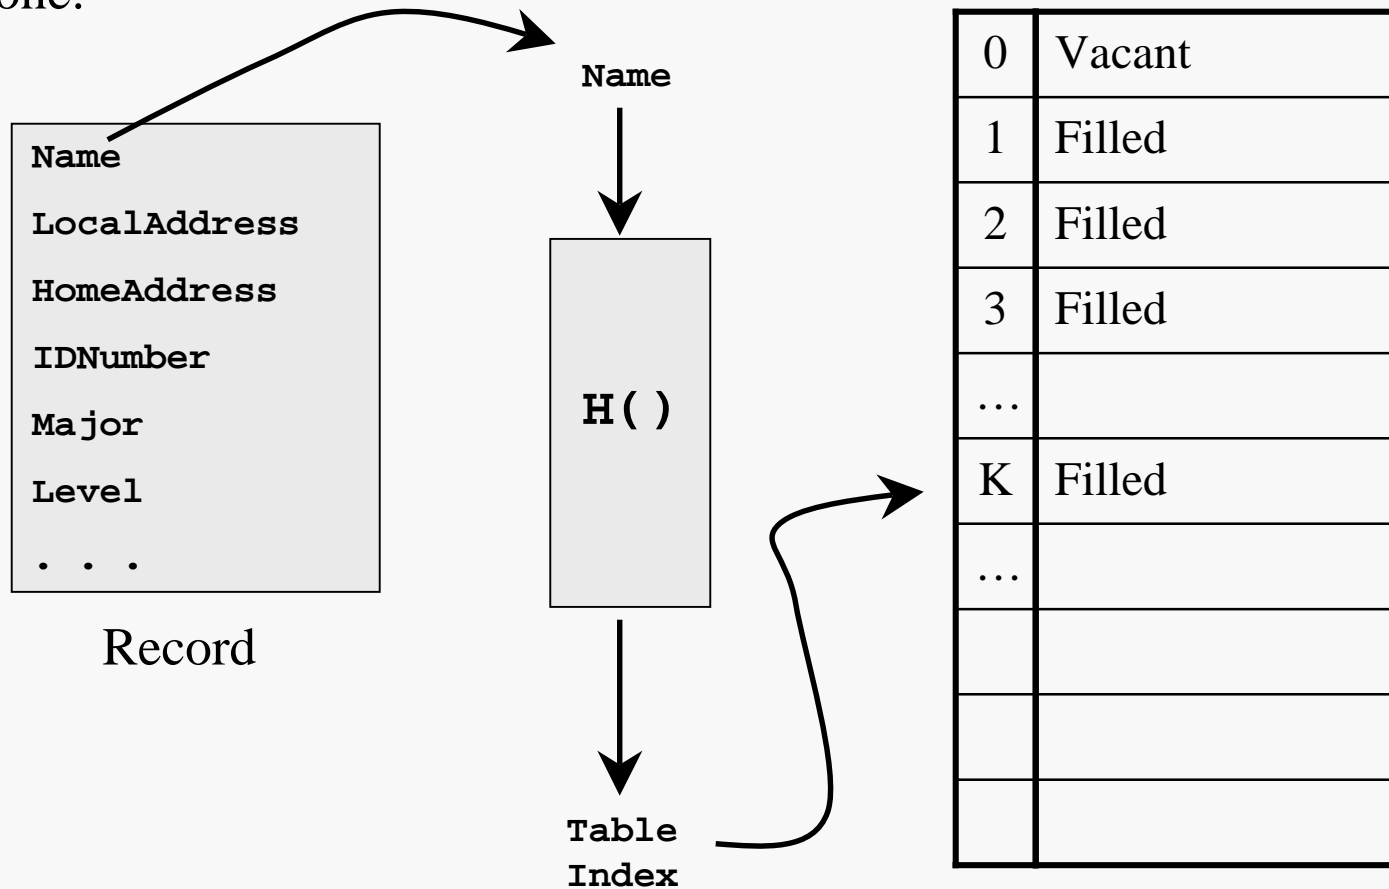 one.
Name
LocalAddress
HomeAddress
IDNumber
Major
Level
. . .
Record
Name
H()
Table
Index
0 Vacant
1 Filled
2 Filled
3 Filled
…
K Filled
…